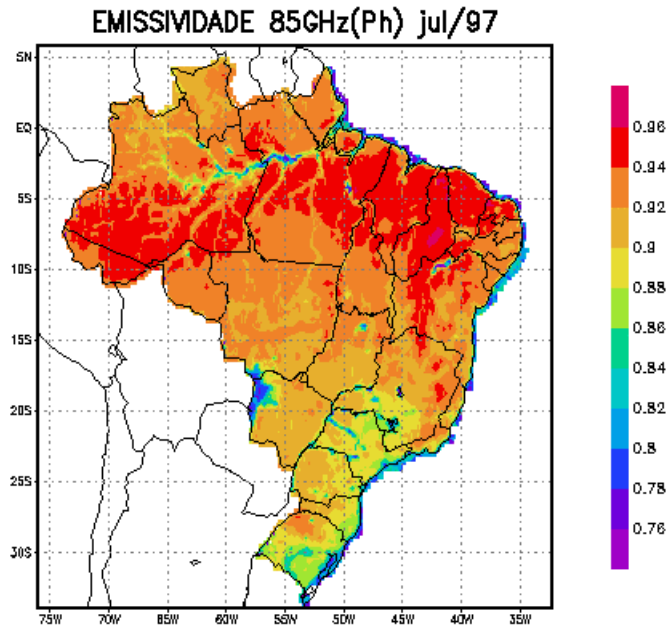 EMISSIVIDADE 85GHz(Ph) jul/97
5N
EQ
5S
10S
15S
20S
25S
30S
75W 70W 65W 60W 55W 50W 45W 40W 35W
0.96
0.94
0.92
0.9
0.88
0.86
0.84
0.82
0.8
0.78
0.76